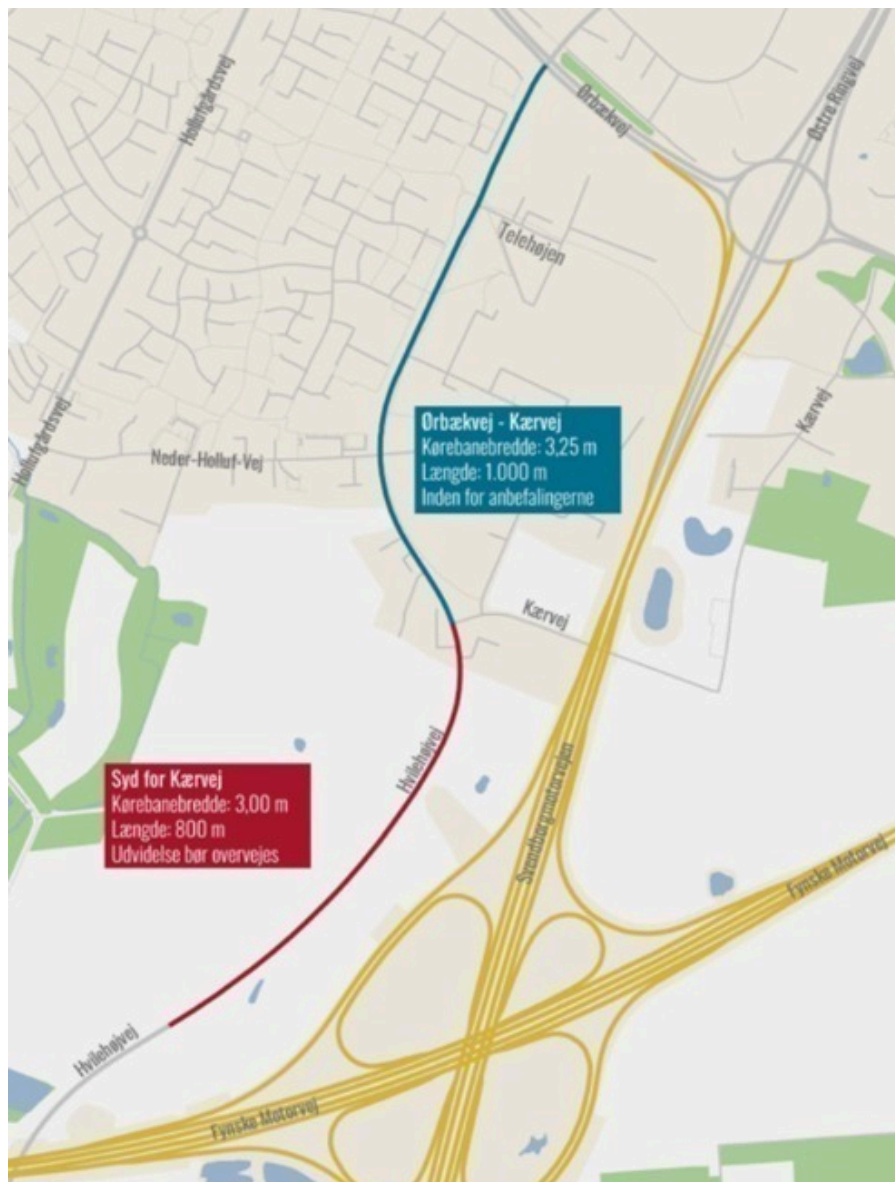 Hollufgårdsvej
Ørbækvej
Østre Ringvej
Telehøjen
Hollufgårdsvej
Neder-Holluf-Vej
Ørbækvej - Kærvej
Kørebanebredde: 3,25 m
Længde: 1.000 m
Inden for anbefalingerne
Kærvej
Kærvej
Hvilehøjvej
Syd for Kærvej
Kørebanebredde: 3,00 m
Længde: 800 m
Udvidelse bør overvejes
Svendborgmotorvejen
Fynske Motorvej
Hvilehøjvej
Fynske Motorvej